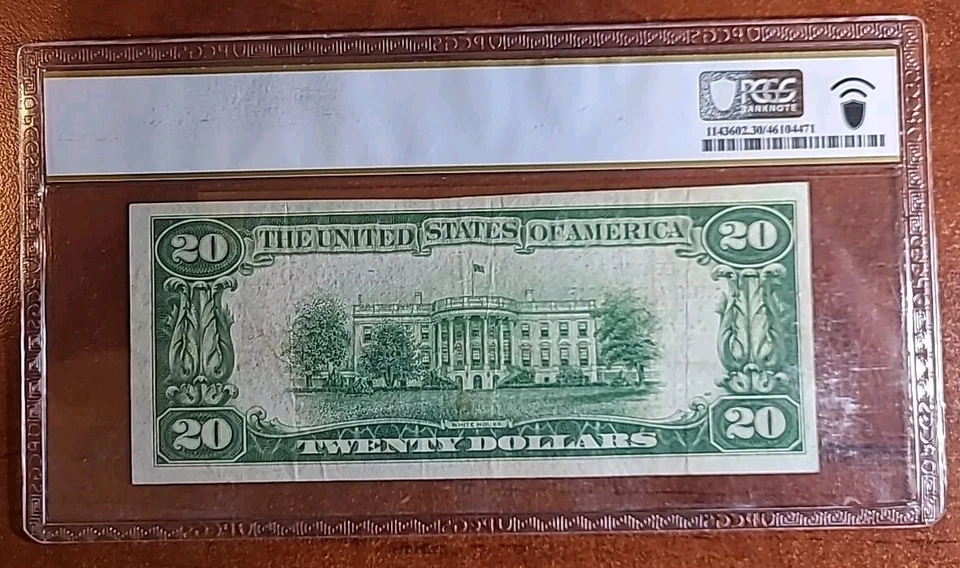 PCGS
BANKNOTE
1143602.30/46104471
20 THE UNITED STATES OF AMERICA 20
WHITE HOUSE
20 TWENTY DOLLARS 20